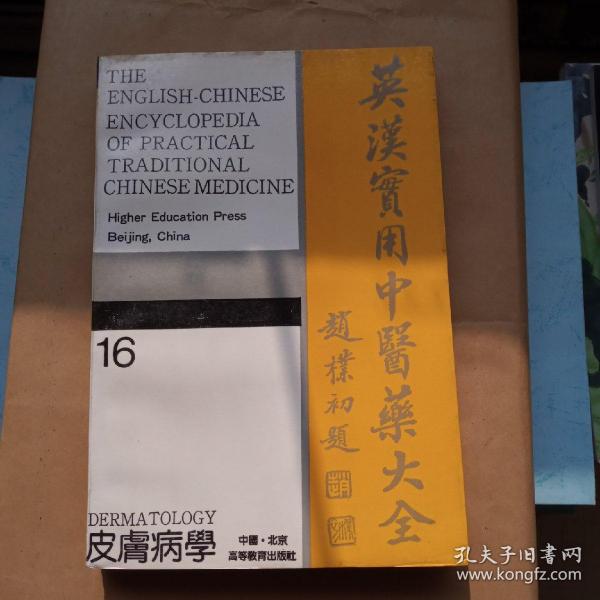 THE
ENGLISH-CHINESE
ENCYCLOPEDIA
OF PRACTICAL
TRADITIONAL
CHINESE MEDICINE
Higher Education Press
Beijing, China
英漢實用中醫藥大全
趙樸初題
16
DERMATOLOGY
皮膚病學
中國·北京
高等教育出版社
孔夫子旧书网
www.kongfz.com